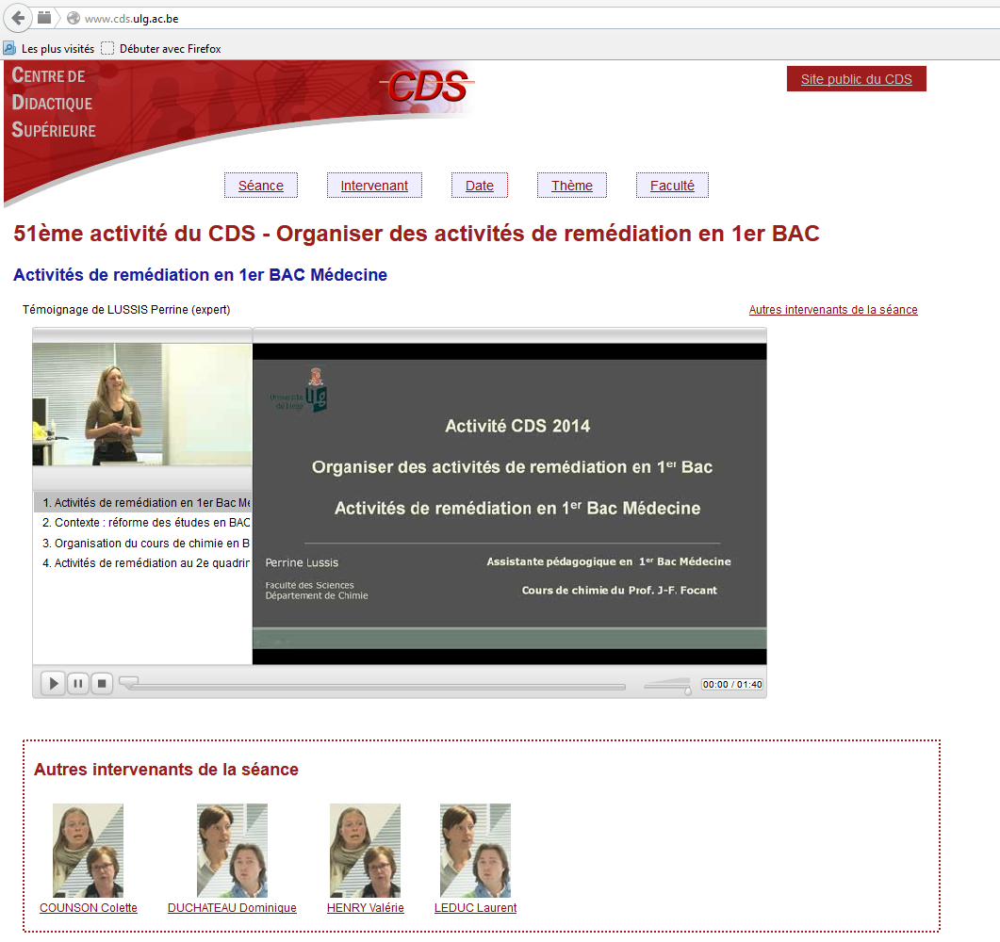 www.cds.ulg.ac.be
Les plus visités Débuter avec Firefox
CENTRE DE
DIDACTIQUE
SUPÉRIEURE
CDS
Site public du CDS
Séance Intervenant Date Thème Faculté
51ème activité du CDS - Organiser des activités de remédiation en 1er BAC
Activités de remédiation en 1er BAC Médecine
Témoignage de LUSSIS Perrine (expert)
Autres intervenants de la séance
1. Activités de remédiation en 1er Bac Mé
2. Contexte : réforme des études en BAC
3. Organisation du cours de chimie en B
4. Activités de remédiation au 2e quadrin
Université
de Liège
ULg
Activité CDS 2014
Organiser des activités de remédiation en 1er Bac
Activités de remédiation en 1er Bac Médecine
Perrine Lussis
Assistante pédagogique en 1er Bac Médecine
Faculté des Sciences
Département de Chimie
Cours de chimie du Prof. J-F. Focant
00:00 / 01:40
Autres intervenants de la séance
COUNSON Colette DUCHATEAU Dominique HENRY Valérie LEDUC Laurent